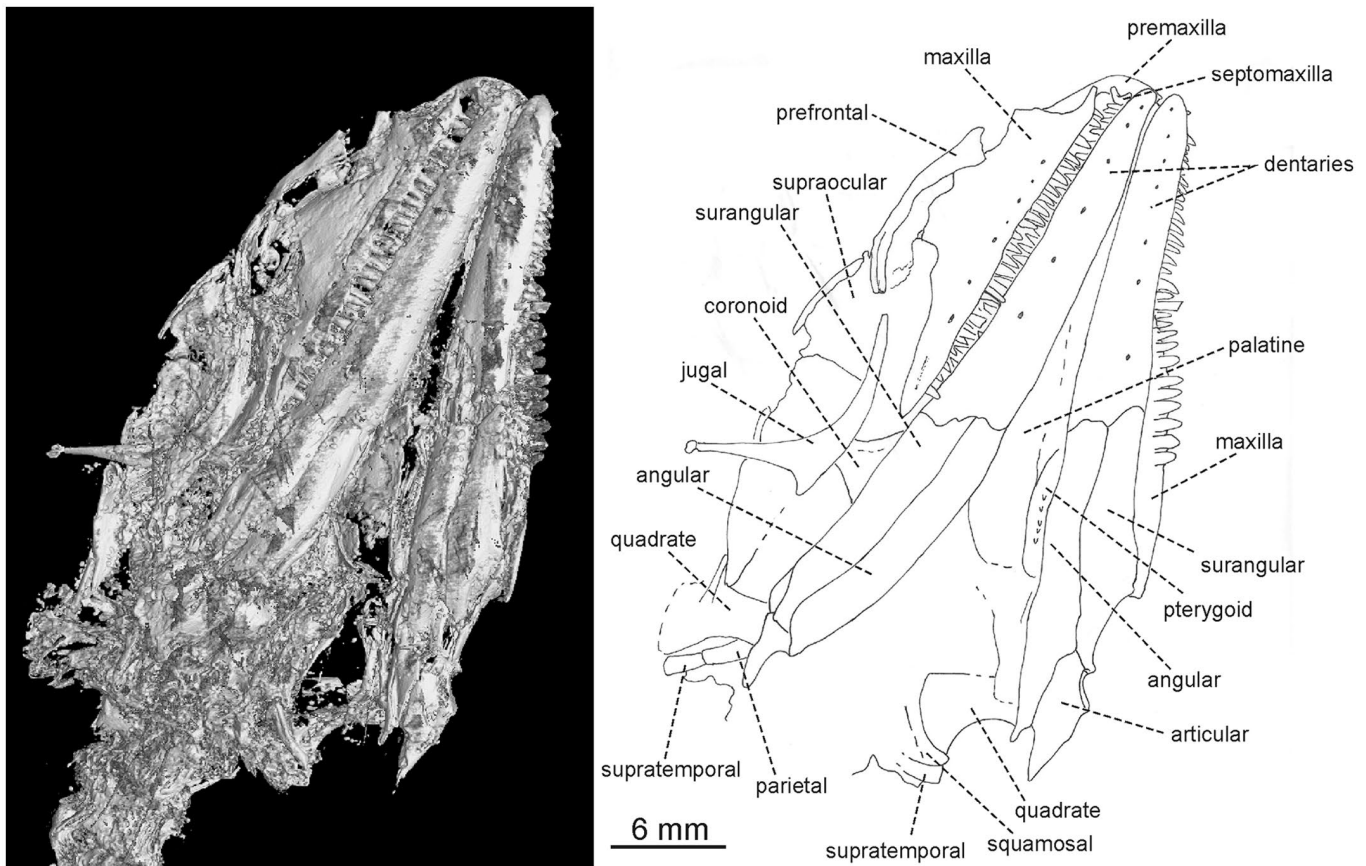 premaxilla
maxilla
septomaxilla
prefrontal
dentaries
supraocular
surangular
coronoid
palatine
jugal
maxilla
angular
quadrate
surangular
pterygoid
angular
articular
supratemporal
parietal
quadrate
6 mm
squamosal
supratemporal